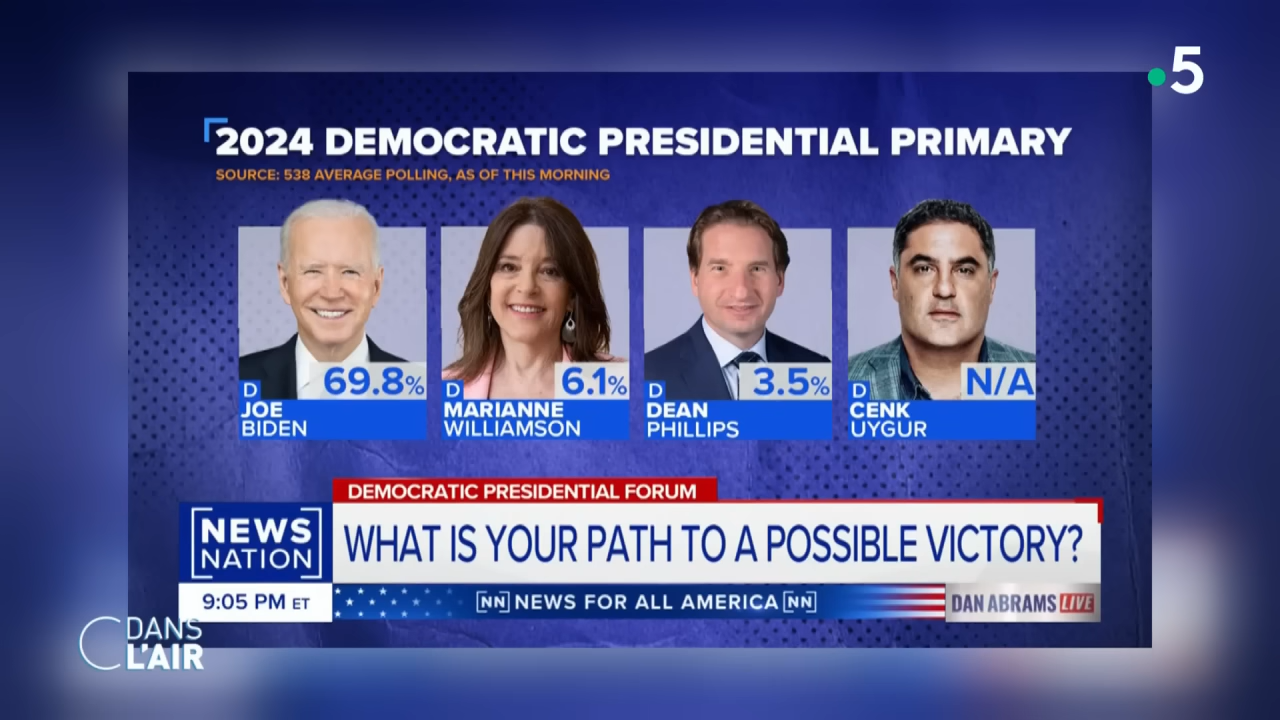 5
2024 DEMOCRATIC PRESIDENTIAL PRIMARY
SOURCE: 538 AVERAGE POLLING, AS OF THIS MORNING
69.8% 6.1% 3.5% N/A
D D D D
JOE MARIANNE DEAN CENK
BIDEN WILLIAMSON PHILLIPS UYGUR
DEMOCRATIC PRESIDENTIAL FORUM
NEWS
NATION
WHAT IS YOUR PATH TO A POSSIBLE VICTORY?
9:05 PM ET
NN NEWS FOR ALL AMERICA NN
DAN ABRAMS LIVE
C DANS
L'AIR